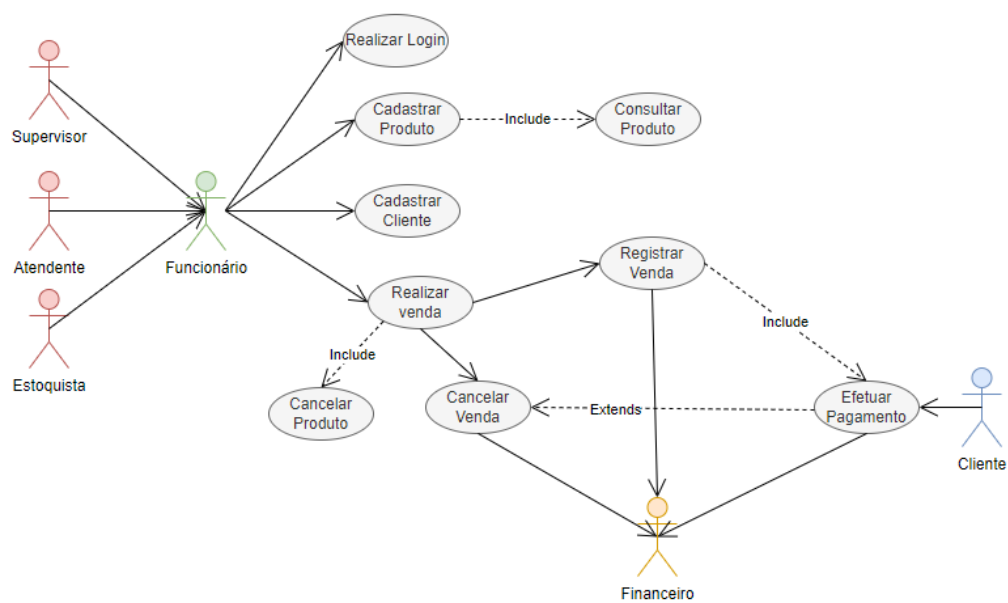 Realizar Login
Supervisor
Cadastrar
Produto
Include
Consultar
Produto
Atendente
Funcionário
Cadastrar
Cliente
Registrar
Venda
Realizar
venda
Include
Include
Estoquista
Cancelar
Produto
Cancelar
Venda
Extends
Efetuar
Pagamento
Cliente
Financeiro